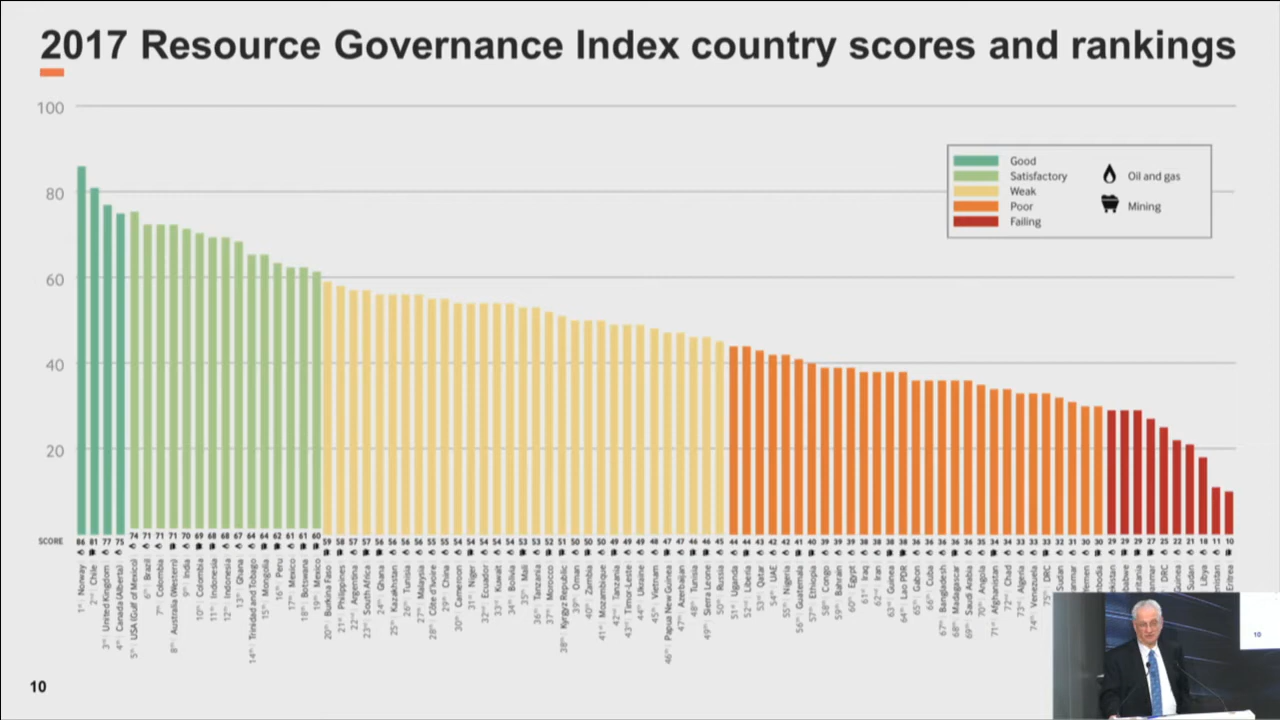 2017 Resource Governance Index country scores and rankings
100
80
60
40
20
Good
Satisfactory
Weak
Poor
Failing
Oil and gas
Mining
SCORE
86 81 77 75 74 71 71 71 70 69 68 68 67 64 64 62 61 61 60 59 58 57 57 56 56 56 56 55 55 54 54 54 54 54 53 53 52 51 50 50 50 49 49 49 48 47 47 46 46 45 44 44 43 42 42 41 40 39 39 39 38 38 38 38 36 36 36 36 36 35 34 34 33 33 33 32 31 30 30 29 29 29 27 25 22 21 18 11 10
1st Norway
2nd Chile
3rd United Kingdom
4th Canada (Alberta)
5th USA (Gulf of Mexico)
6th Brazil
7th Colombia
8th Australia (Western)
9th India
10th Colombia
11th Indonesia
12th Indonesia
13th Ghana
14th Trinidad and Tobago
15th Mongolia
16th Peru
17th Mexico
18th Botswana
19th Mexico
20th Burkina Faso
21st Philippines
22nd Argentina
23rd South Africa
24th Ghana
25th Kazakhstan
26th Tunisia
27th Malaysia
28th Côte d'Ivoire
29th China
30th Cameroon
31st Niger
32nd Ecuador
33rd Kuwait
34th Bolivia
35th Mali
36th Tanzania
37th Morocco
38th Kyrgyz Republic
39th Oman
40th Zambia
41st Mozambique
42nd Tanzania
43rd Timor-Leste
44th Ukraine
45th Vietnam
46th Papua New Guinea
47th Azerbaijan
48th Tunisia
49th Sierra Leone
50th Russia
51st Uganda
52nd Liberia
53rd Qatar
54th UAE
55th Nigeria
56th Guatemala
57th Ethiopia
58th Congo
59th Bahrain
60th Egypt
61st Iraq
62nd Iran
63rd Guinea
64th Lao PDR
65th Gabon
66th Cuba
67th Bangladesh
68th Madagascar
69th Saudi Arabia
70th Angola
71st Afghanistan
72nd Chad
73rd Algeria
74th Venezuela
75th DRC
Sudan
Yemen
DRC
Sudan
Libya
Eritrea
10
10